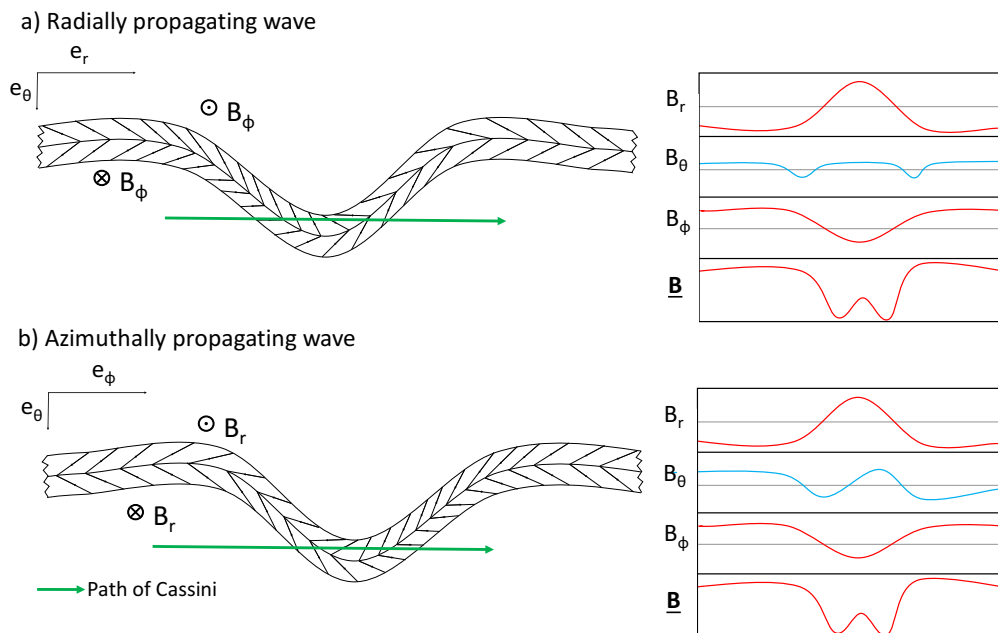 a) Radially propagating wave
e_r
e_θ
B_ϕ
B_ϕ
B_r
B_θ
B_ϕ
B
b) Azimuthally propagating wave
e_ϕ
e_θ
B_r
B_r
Path of Cassini
B_r
B_θ
B_ϕ
B